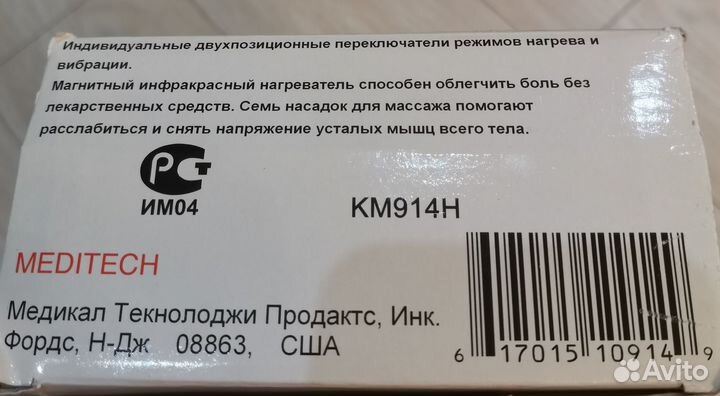 Индивидуальные двухпозиционные переключатели режимов нагрева и
вибрации.
Магнитный инфракрасный нагреватель способен облегчить боль без
лекарственных средств. Семь насадок для массажа помогают
расслабиться и снять напряжение усталых мышц всего тела.
РСТ
ИМ04
KM914H
MEDITECH
Медикал Текнолоджи Продактс, Инк.
Фордс, Н-Дж 08863, США
6 17015 10914 9
Avito